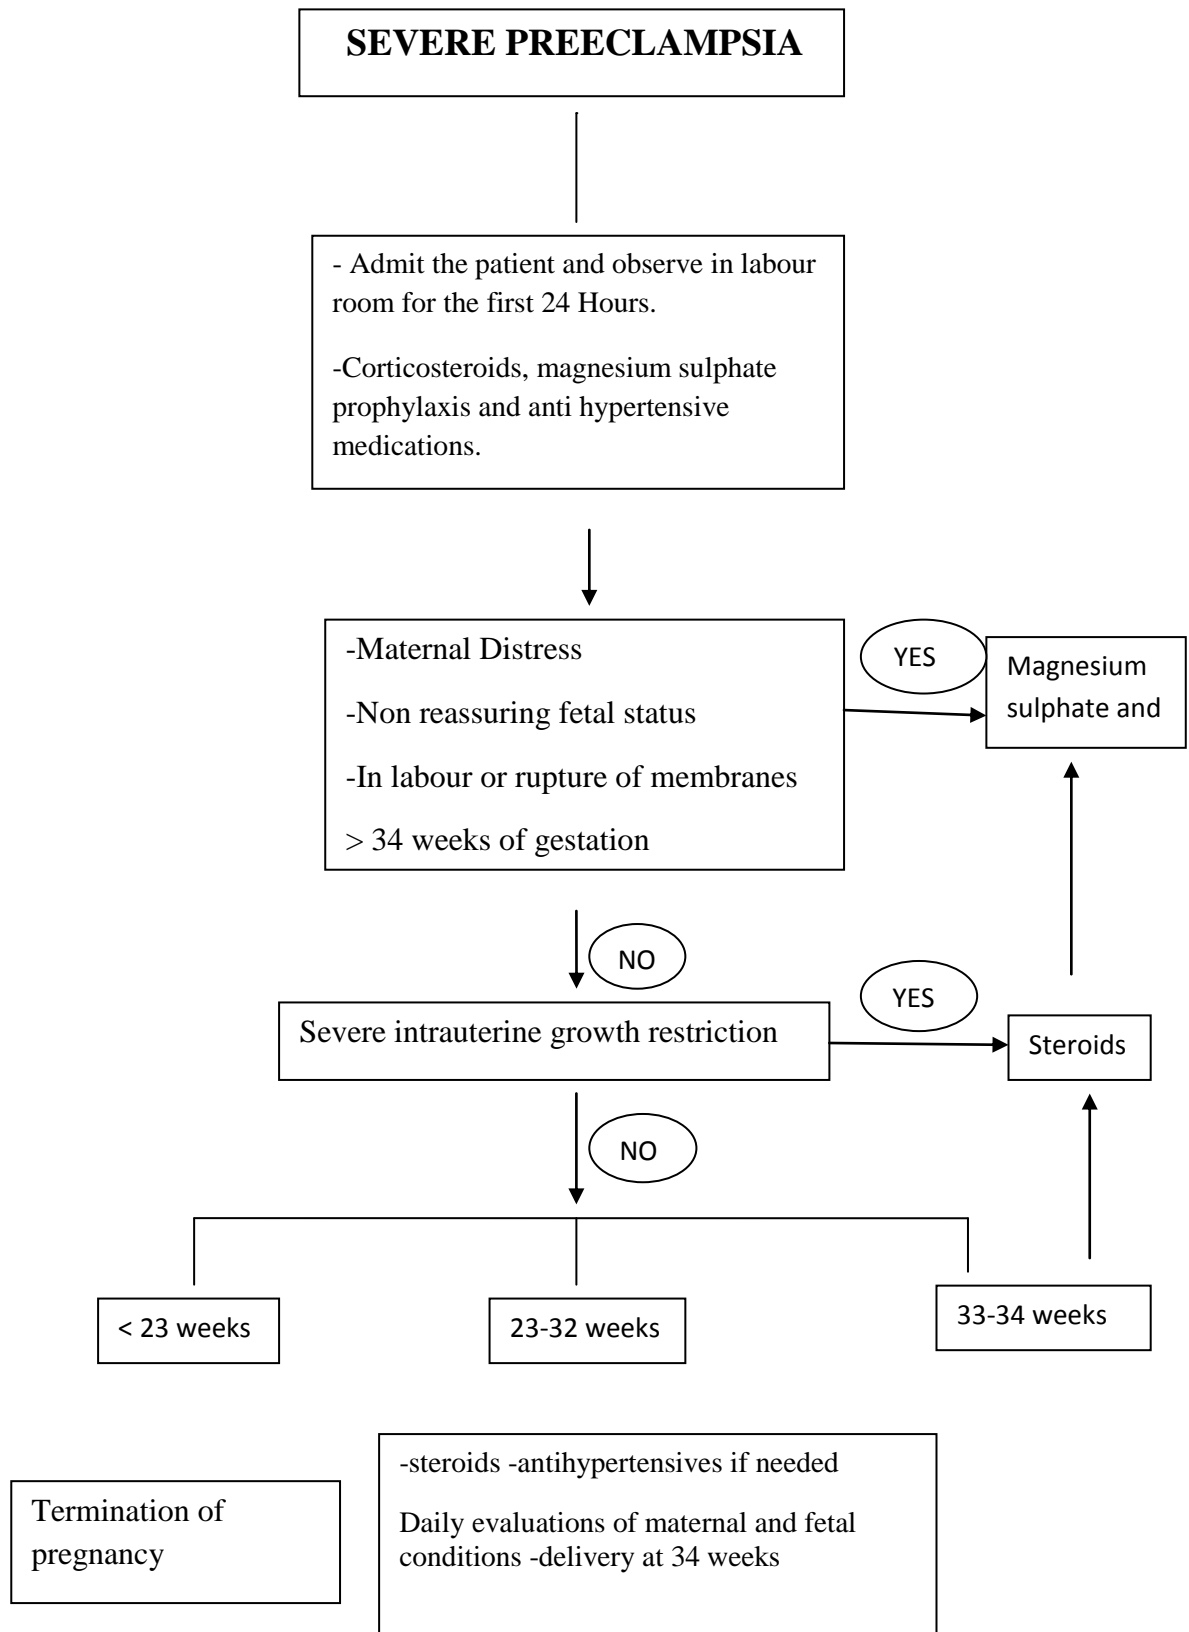 SEVERE PREECLAMPSIA
- Admit the patient and observe in labour
room for the first 24 Hours.
-Corticosteroids, magnesium sulphate
prophylaxis and anti hypertensive
medications.
-Maternal Distress
-Non reassuring fetal status
-In labour or rupture of membranes
> 34 weeks of gestation
YES
Magnesium
sulphate and
NO
Severe intrauterine growth restriction
YES
Steroids
NO
< 23 weeks
23-32 weeks
33-34 weeks
Termination of
pregnancy
-steroids -antihypertensives if needed
Daily evaluations of maternal and fetal
conditions -delivery at 34 weeks